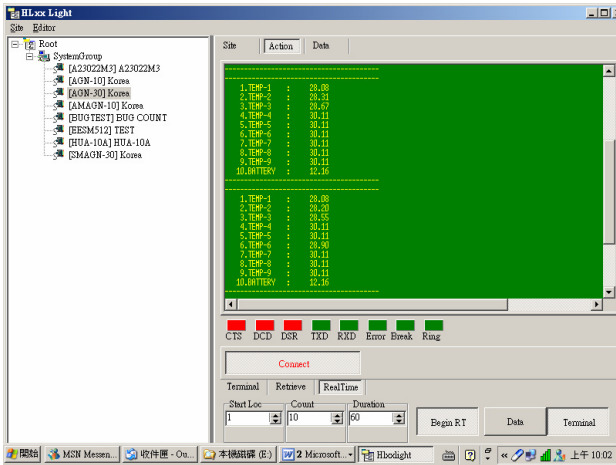 HLxx Light
Site Editor
Root
SystemGroup
[A23022M3] A23022M3
[AGN-10] Korea
[AGN-30] Korea
[AMAGN-10] Korea
[BUGTEST] BUG COUNT
[EESM512] TEST
[HUA-10A] HUA-10A
[SMAGN-30] Korea
Site Action Data
1.TEMP-1 : 28.08
2.TEMP-2 : 28.31
3.TEMP-3 : 28.67
4.TEMP-4 : 30.11
5.TEMP-5 : 30.11
6.TEMP-6 : 30.11
7.TEMP-7 : 30.11
8.TEMP-8 : 30.11
9.TEMP-9 : 30.11
10.BATTERY : 12.16
1.TEMP-1 : 28.08
2.TEMP-2 : 28.20
3.TEMP-3 : 28.55
4.TEMP-4 : 30.11
5.TEMP-5 : 30.11
6.TEMP-6 : 28.90
7.TEMP-7 : 30.11
8.TEMP-8 : 30.11
9.TEMP-9 : 30.11
10.BATTERY : 12.16
CTS DCD DSR TXD RXD Error Break Ring
Connect
Terminal Retrieve RealTime
Start Loc Count Duration
1 10 60
Begin RT Data Terminal
開始 MSN Messen... 收件匣 - Ou... 本機磁碟 (E:) 2 Microsoft... Hbodlight « 上午 10:02